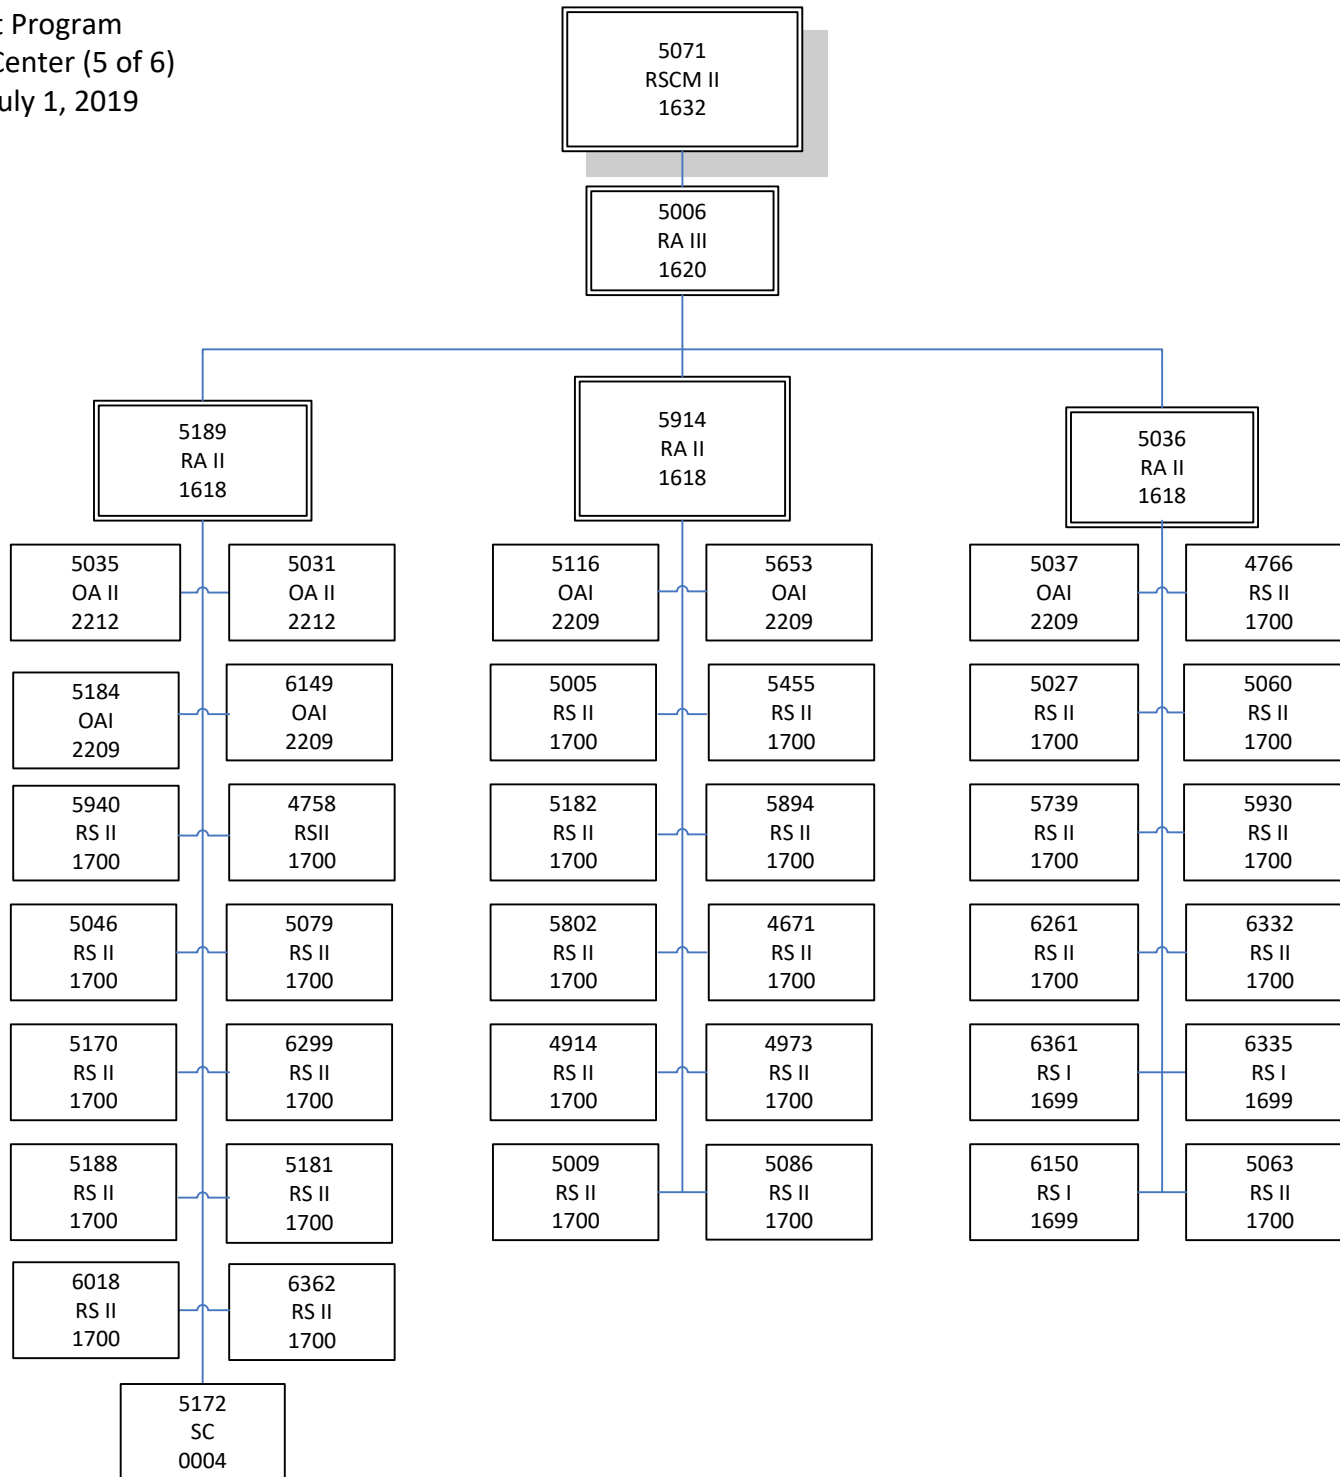 t Program
Center (5 of 6)
uly 1, 2019
5071
RSCM II
1632
5006
RA III
1620
5189
RA II
1618
5914
RA II
1618
5036
RA II
1618
5035
OA II
2212
5031
OA II
2212
5116
OAI
2209
5653
OAI
2209
5037
OAI
2209
4766
RS II
1700
5184
OAI
2209
6149
OAI
2209
5005
RS II
1700
5455
RS II
1700
5027
RS II
1700
5060
RS II
1700
5940
RS II
1700
4758
RSII
1700
5182
RS II
1700
5894
RS II
1700
5739
RS II
1700
5930
RS II
1700
5046
RS II
1700
5079
RS II
1700
5802
RS II
1700
4671
RS II
1700
6261
RS II
1700
6332
RS II
1700
5170
RS II
1700
6299
RS II
1700
4914
RS II
1700
4973
RS II
1700
6361
RS I
1699
6335
RS I
1699
5188
RS II
1700
5181
RS II
1700
5009
RS II
1700
5086
RS II
1700
6150
RS I
1699
5063
RS II
1700
6018
RS II
1700
6362
RS II
1700
5172
SC
0004